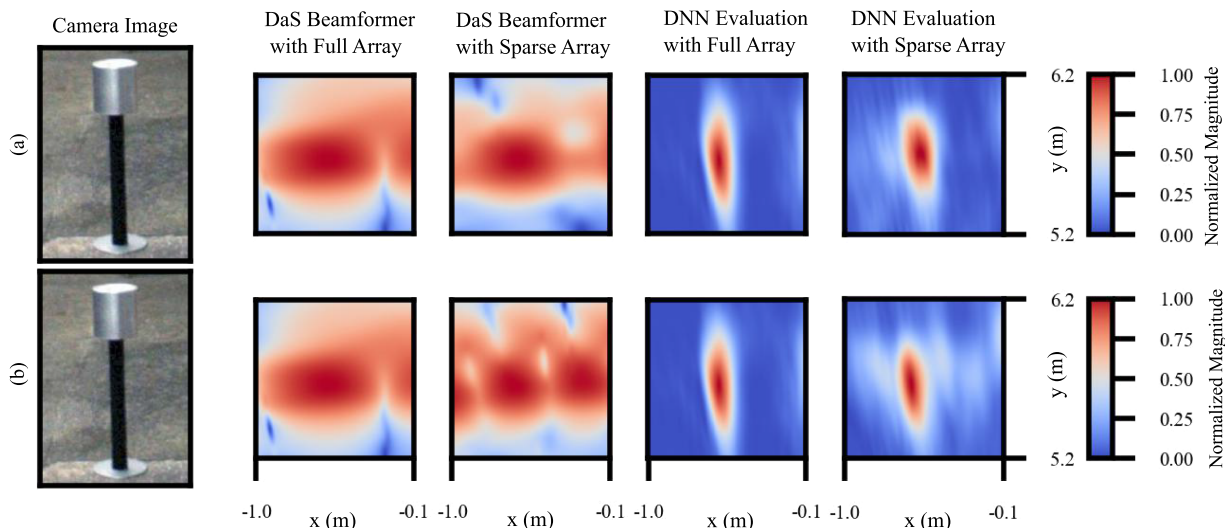 Camera Image
DaS Beamformer
with Full Array
DaS Beamformer
with Sparse Array
DNN Evaluation
with Full Array
DNN Evaluation
with Sparse Array
(a)
6.2
y (m)
5.2
1.00
0.75
0.50
0.25
0.00
Normalized Magnitude
(b)
6.2
y (m)
5.2
1.00
0.75
0.50
0.25
0.00
Normalized Magnitude
-1.0
x (m)
-0.1
-1.0
x (m)
-0.1
-1.0
x (m)
-0.1
-1.0
x (m)
-0.1